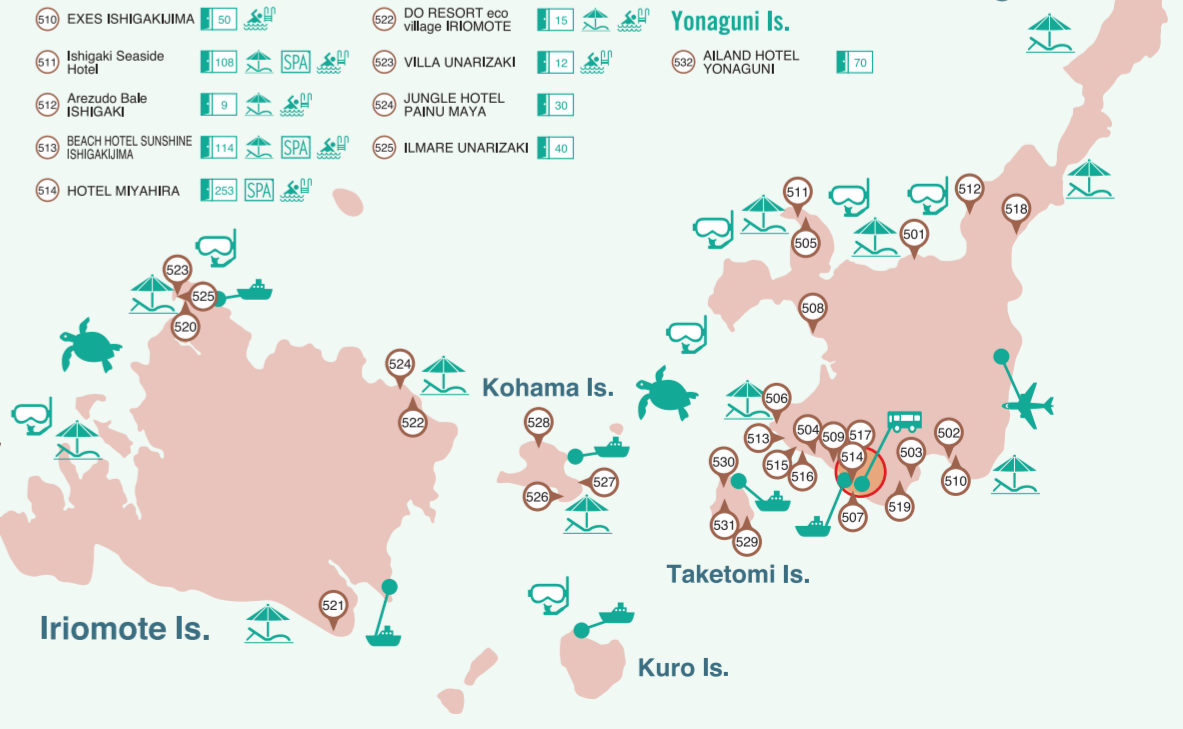 510 EXES ISHIGAKIJIMA 50
511 Ishigaki Seaside
Hotel 108 SPA
512 Arezudo Bale
ISHIGAKI 9
513 BEACH HOTEL SUNSHINE
ISHIGAKIJIMA 114 SPA
514 HOTEL MIYAHIRA 253 SPA
522 DO RESORT eco
village IRIOMOTE 15
523 VILLA UNARIZAKI 12
524 JUNGLE HOTEL
PAINU MAYA 30
525 ILMARE UNARIZAKI 40
Yonaguni Is.
532 AILAND HOTEL
YONAGUNI 70
511
512
518
505
501
523
525
520
508
524
522
Kohama Is.
528
527
526
506
513
504
509
517
514
515
516
502
503
510
519
507
530
531
529
Taketomi Is.
521
Iriomote Is.
Kuro Is.